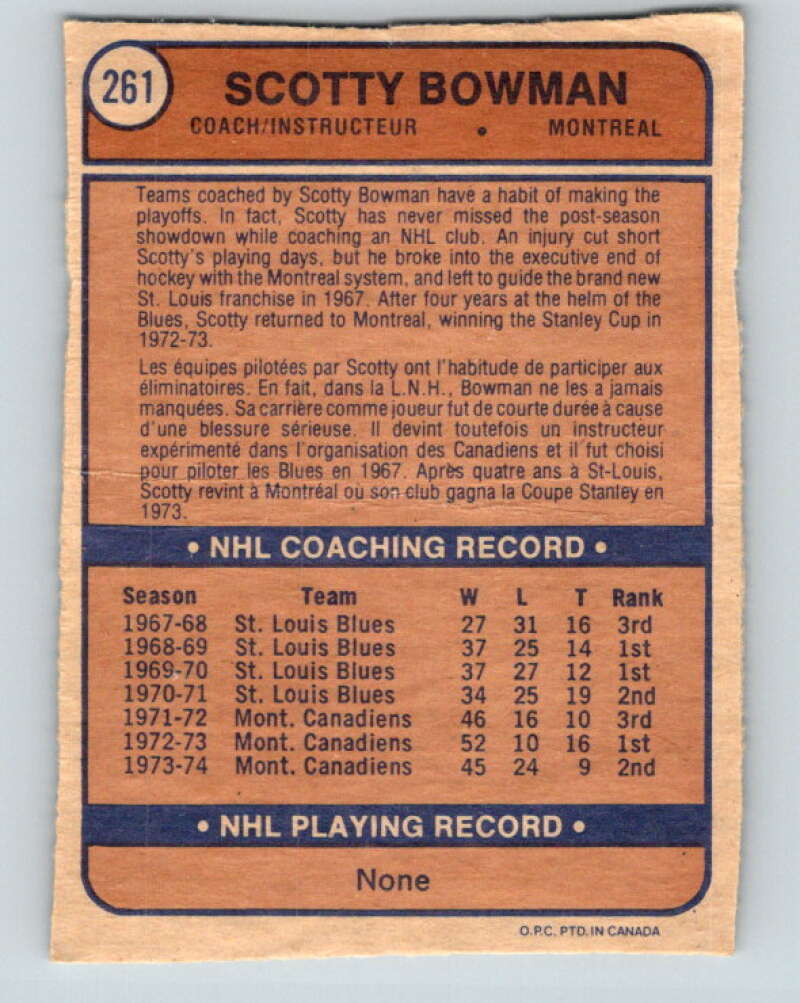 261
SCOTTY BOWMAN
COACH/INSTRUCTEUR • MONTREAL
Teams coached by Scotty Bowman have a habit of making the
playoffs. In fact, Scotty has never missed the post-season
showdown while coaching an NHL club. An injury cut short
Scotty's playing days, but he broke into the executive end of
hockey with the Montreal system, and left to guide the brand new
St. Louis franchise in 1967. After four years at the helm of the
Blues, Scotty returned to Montreal, winning the Stanley Cup in
1972-73.
Les équipes pilotées par Scotty ont l'habitude de participer aux
éliminatoires. En fait, dans la L.N.H., Bowman ne les a jamais
manquées. Sa carrière comme joueur fut de courte durée à cause
d'une blessure sérieuse. Il devint toutefois un instructeur
expérimenté dans l'organisation des Canadiens et il fut choisi
pour piloter les Blues en 1967. Après quatre ans à St-Louis,
Scotty revint à Montréal où son club gagna la Coupe Stanley en
1973.
• NHL COACHING RECORD •
Season Team W L T Rank
1967-68 St. Louis Blues 27 31 16 3rd
1968-69 St. Louis Blues 37 25 14 1st
1969-70 St. Louis Blues 37 27 12 1st
1970-71 St. Louis Blues 34 25 19 2nd
1971-72 Mont. Canadiens 46 16 10 3rd
1972-73 Mont. Canadiens 52 10 16 1st
1973-74 Mont. Canadiens 45 24 9 2nd
• NHL PLAYING RECORD •
None
O.P.C. PTD. IN CANADA